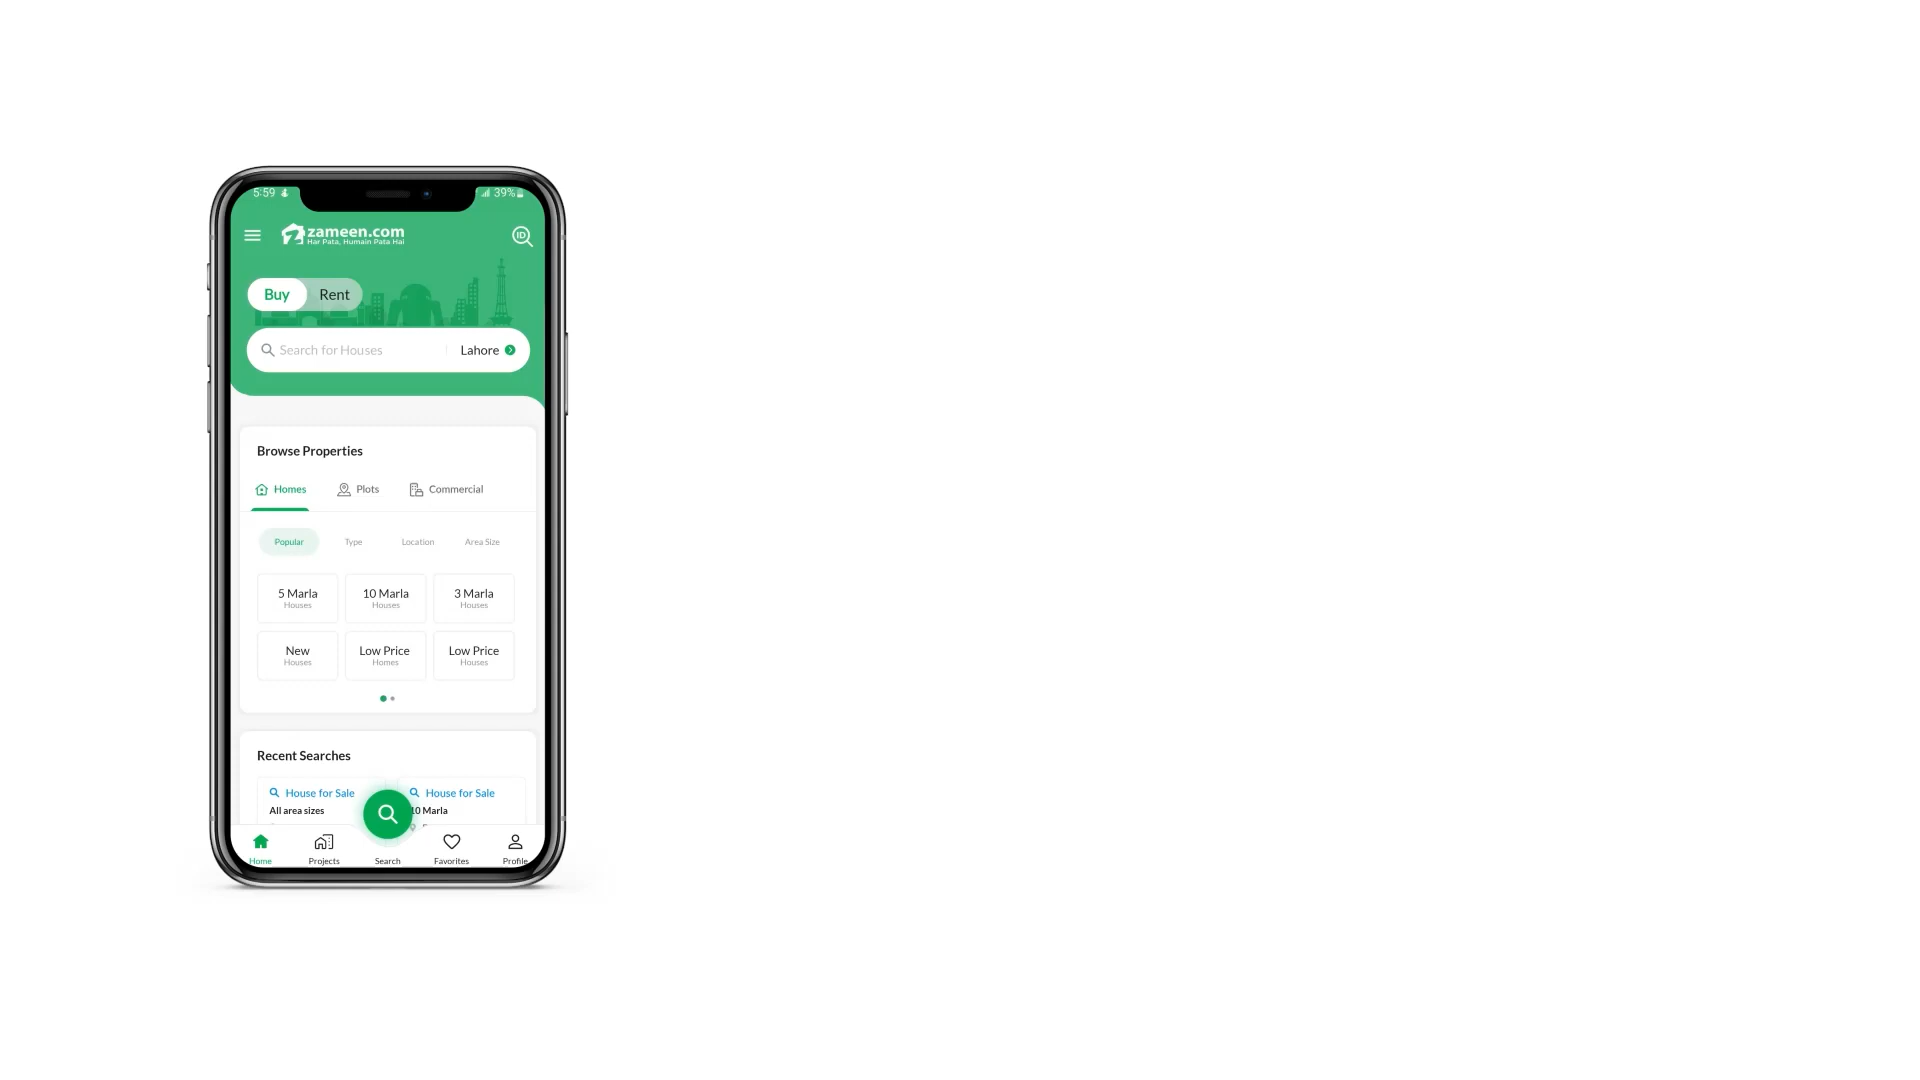 5:59
39%
zameen.com
Har Pata, Humain Pata Hai
ID
Buy Rent
Search for Houses Lahore
Browse Properties
Homes Plots Commercial
Popular Type Location Area Size
5 Marla 10 Marla 3 Marla
Houses Houses Houses
New Low Price Low Price
Houses Homes Houses
Recent Searches
House for Sale House for Sale
All area sizes 10 Marla
Home Projects Search Favorites Profile